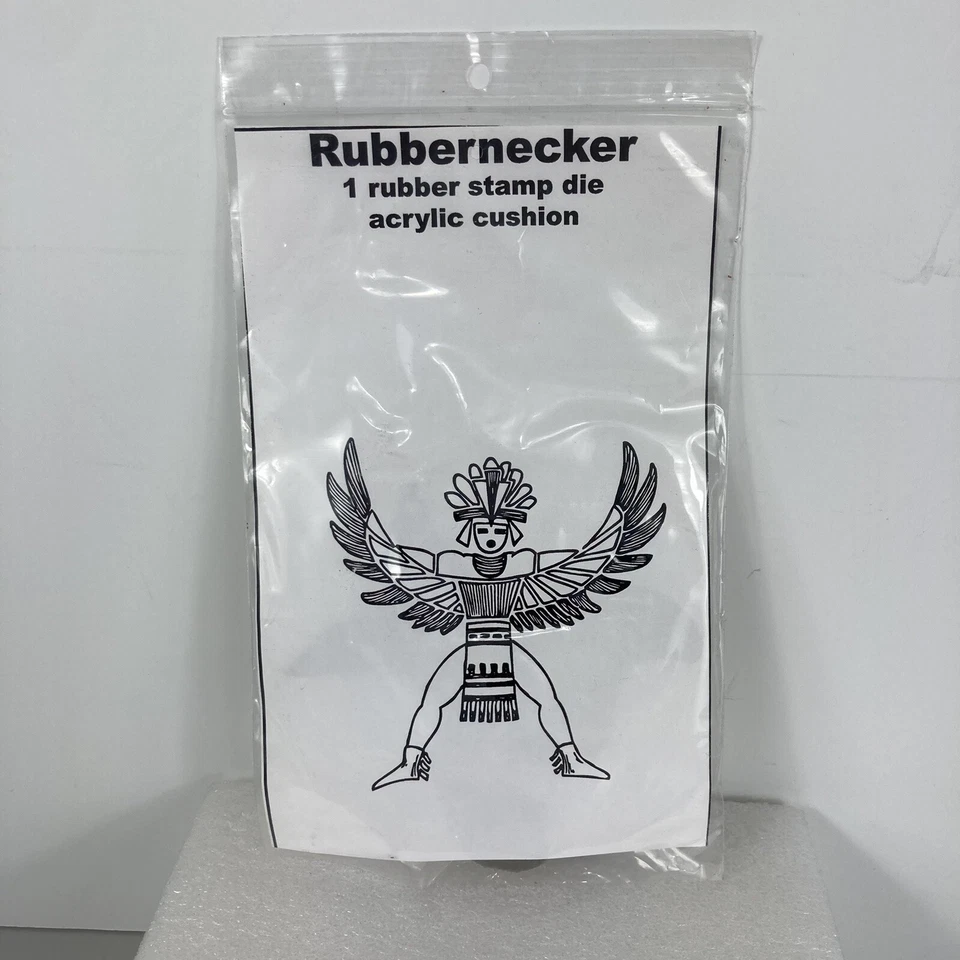 Rubbernecker
1 rubber stamp die
acrylic cushion